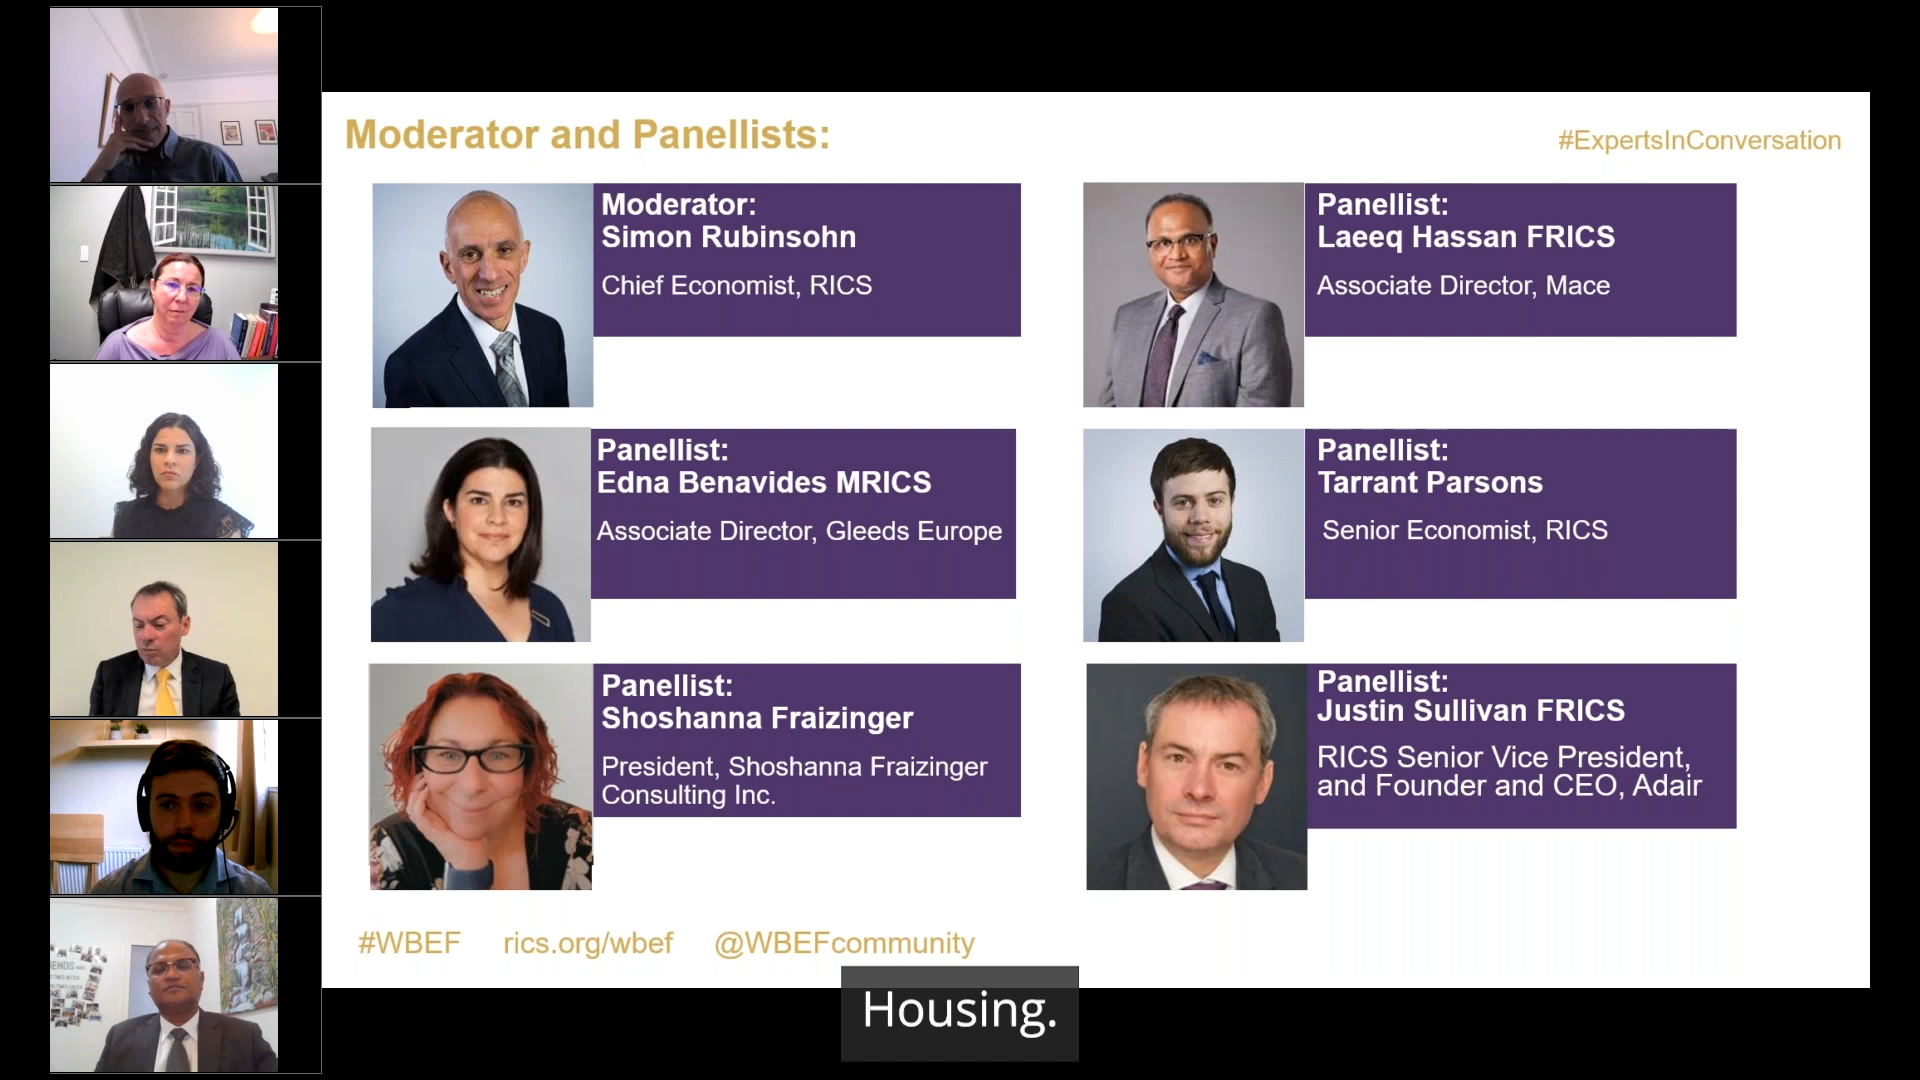 Moderator and Panellists:
#ExpertsInConversation
Moderator:
Simon Rubinsohn
Chief Economist, RICS
Panellist:
Laeeq Hassan FRICS
Associate Director, Mace
Panellist:
Edna Benavides MRICS
Associate Director, Gleeds Europe
Panellist:
Tarrant Parsons
Senior Economist, RICS
Panellist:
Shoshanna Fraizinger
President, Shoshanna Fraizinger
Consulting Inc.
Panellist:
Justin Sullivan FRICS
RICS Senior Vice President,
and Founder and CEO, Adair
#WBEF rics.org/wbef @WBEFcommunity
Housing.